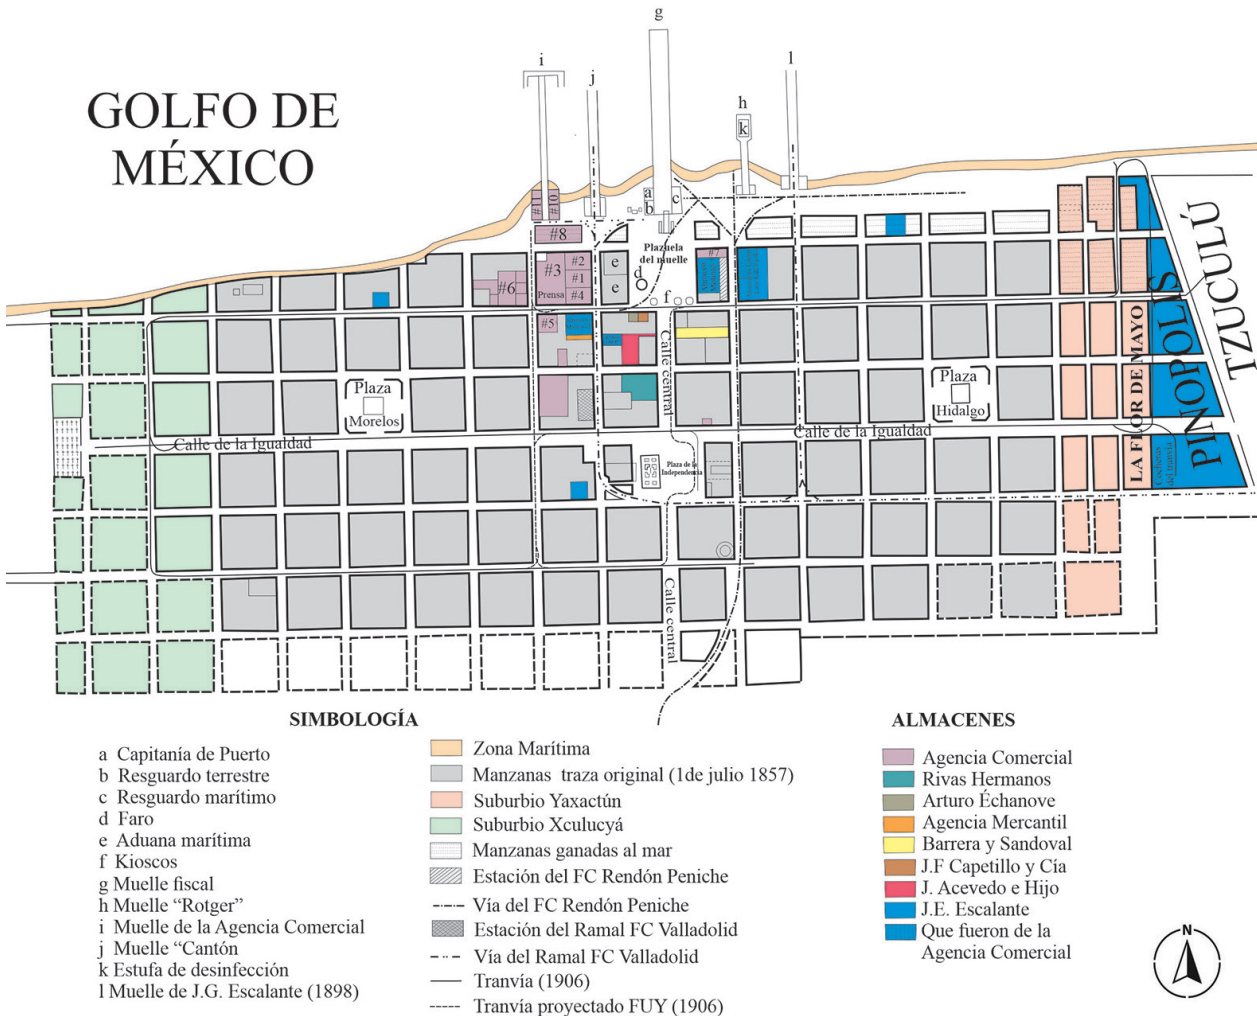 g
i
j
l
h
k
GOLFO DE
MÉXICO
a
b
c
#8
#3
#2
#1
#4
Prensa
#6
#5
#7
e
e
d
f
Plazuela
del muelle
Calle central
Plaza
Morelos
Plaza
Hidalgo
Calle de la Igualdad
Calle de la Igualdad
Plaza de la
Independencia
Calle central
LA FLOR DE MAYO
PINOPOLIS
TZUCULÚ
Cocheras
del tranvía
SIMBOLOGÍA
a Capitanía de Puerto
b Resguardo terrestre
c Resguardo marítimo
d Faro
e Aduana marítima
f Kioscos
g Muelle fiscal
h Muelle “Rotger”
i Muelle de la Agencia Comercial
j Muelle “Cantón
k Estufa de desinfección
l Muelle de J.G. Escalante (1898)
Zona Marítima
Manzanas traza original (1de julio 1857)
Suburbio Yaxactún
Suburbio Xculucyá
Manzanas ganadas al mar
Estación del FC Rendón Peniche
Vía del FC Rendón Peniche
Estación del Ramal FC Valladolid
Vía del Ramal FC Valladolid
Tranvía (1906)
Tranvía proyectado FUY (1906)
ALMACENES
Agencia Comercial
Rivas Hermanos
Arturo Échanove
Agencia Mercantil
Barrera y Sandoval
J.F Capetillo y Cía
J. Acevedo e Hijo
J.E. Escalante
Que fueron de la
Agencia Comercial
N